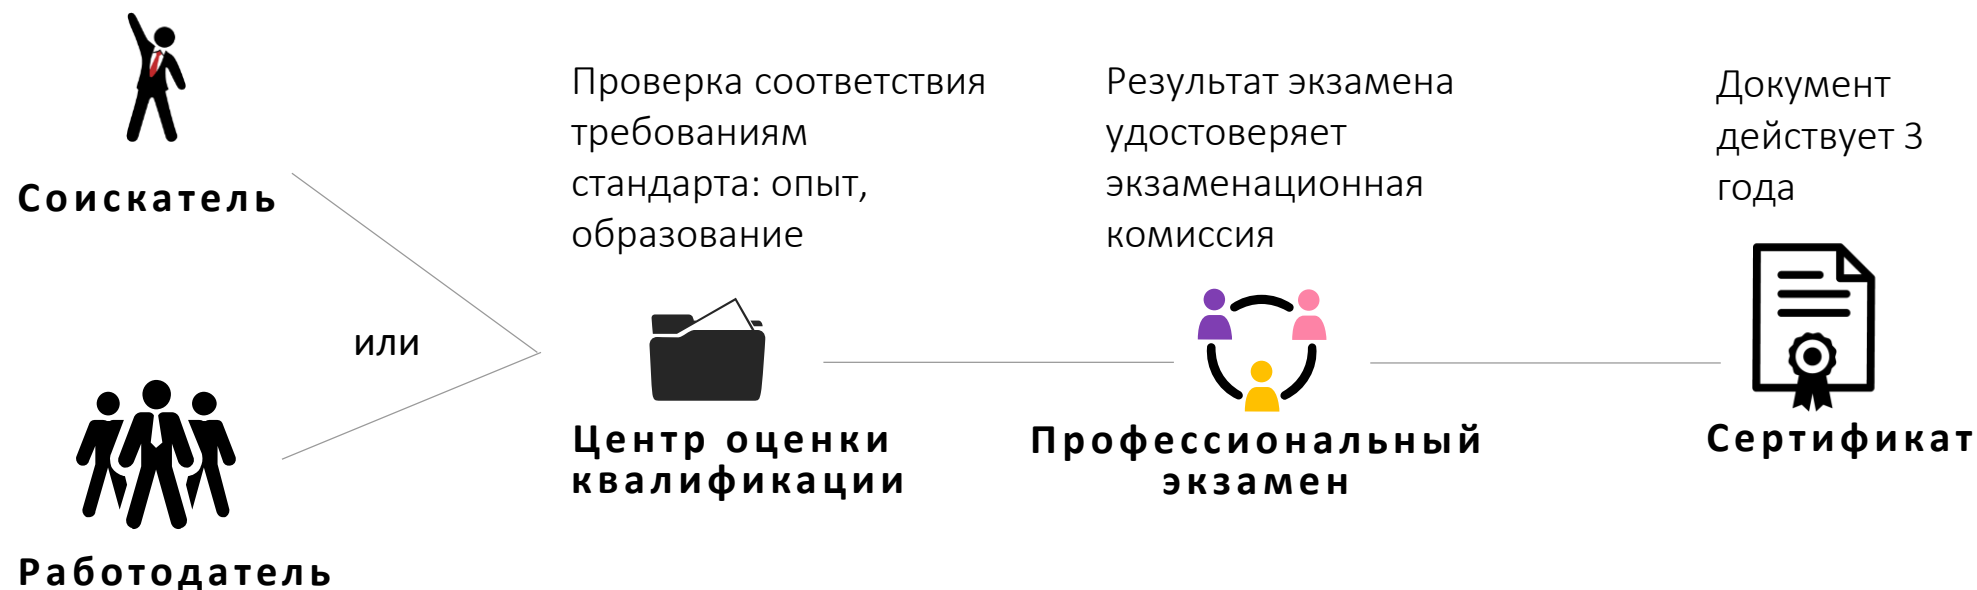 Соискатель
или
Работодатель
Проверка соответствия
требованиям
стандарта: опыт,
образование
Центр оценки
квалификации
Результат экзамена
удостоверяет
экзаменационная
комиссия
Профессиональный
экзамен
Документ
действует 3
года
Сертификат